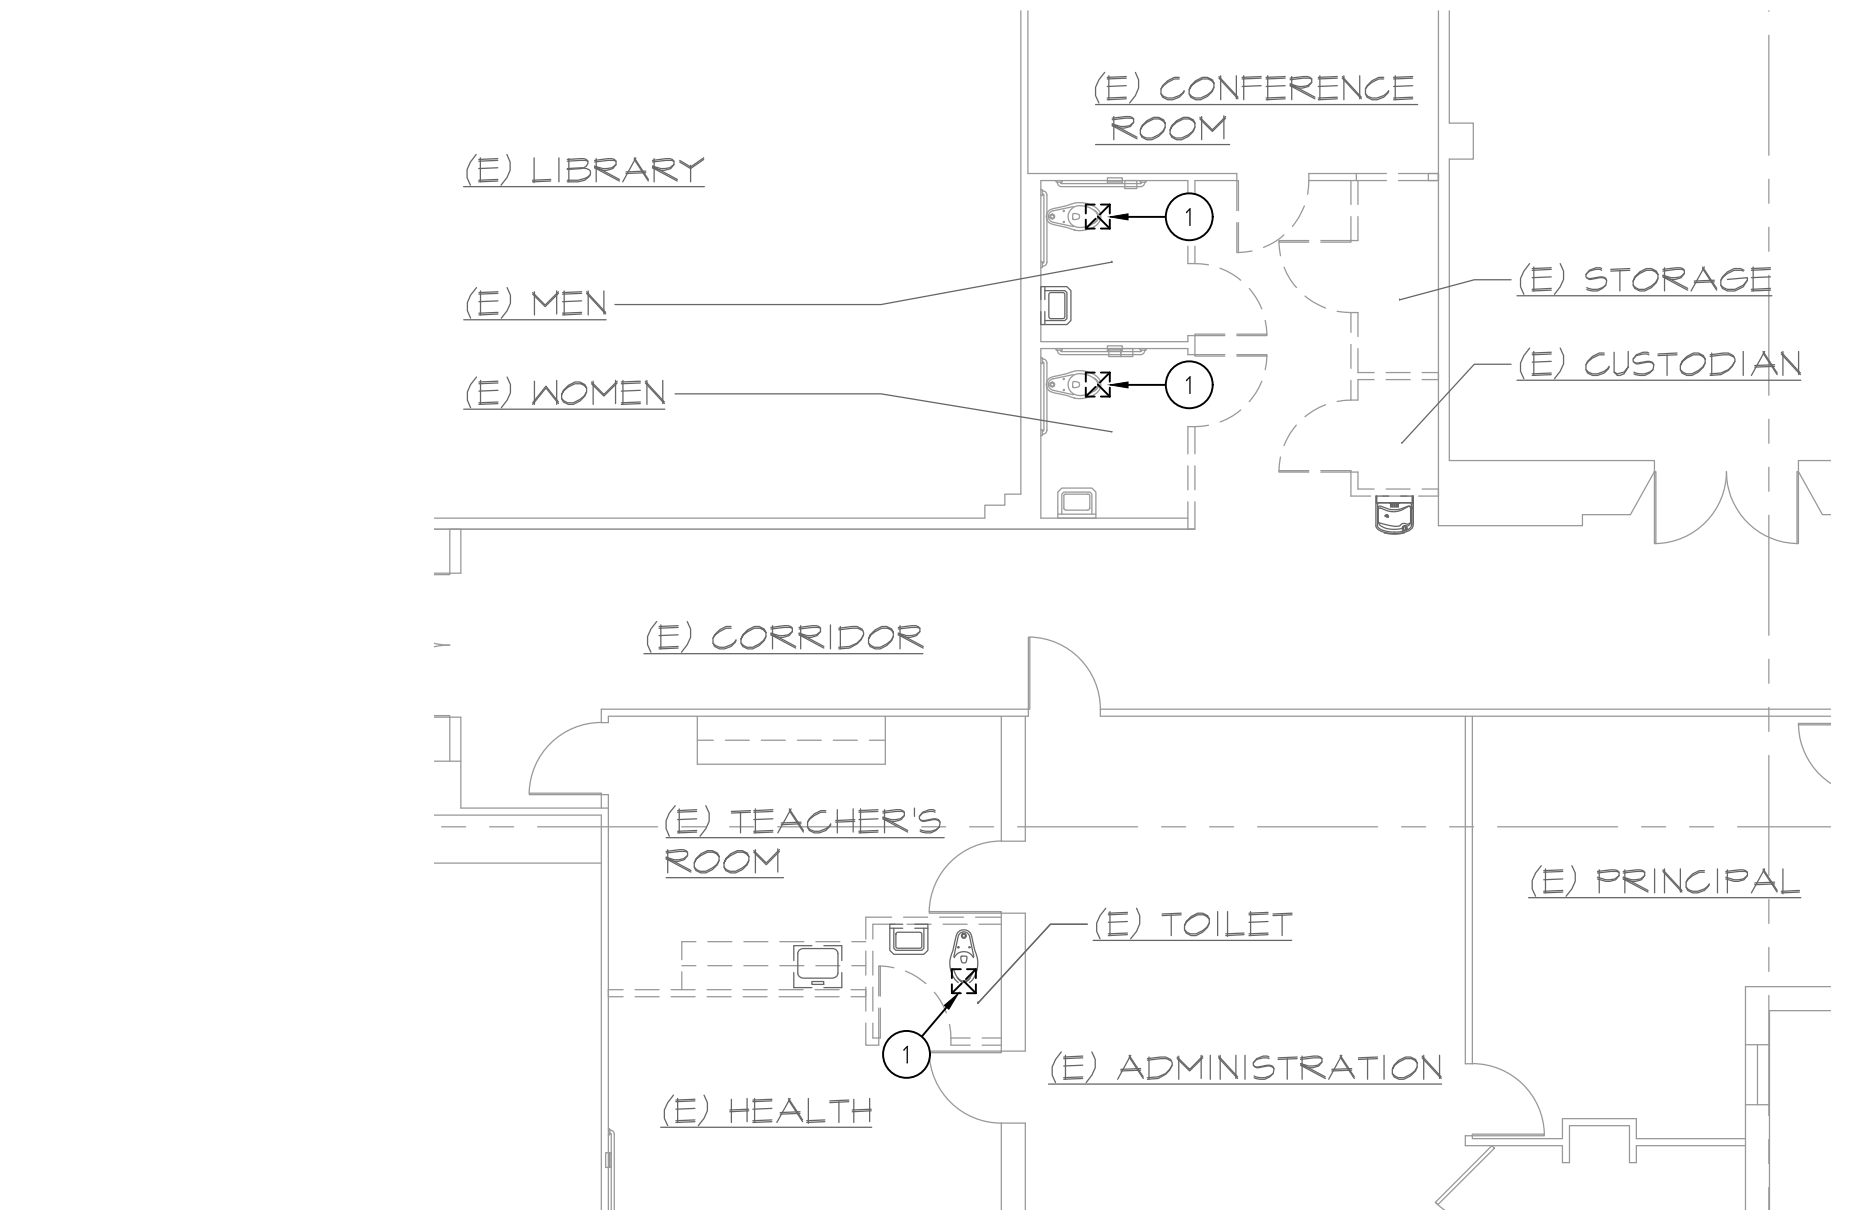 (E) CONFERENCE
ROOM
(E) LIBRARY
1
(E) STORAGE
(E) MEN
(E) CUSTODIAN
1
(E) WOMEN
(E) CORRIDOR
(E) TEACHER'S
ROOM
(E) PRINCIPAL
(E) TOILET
1
(E) ADMINISTRATION
(E) HEALTH